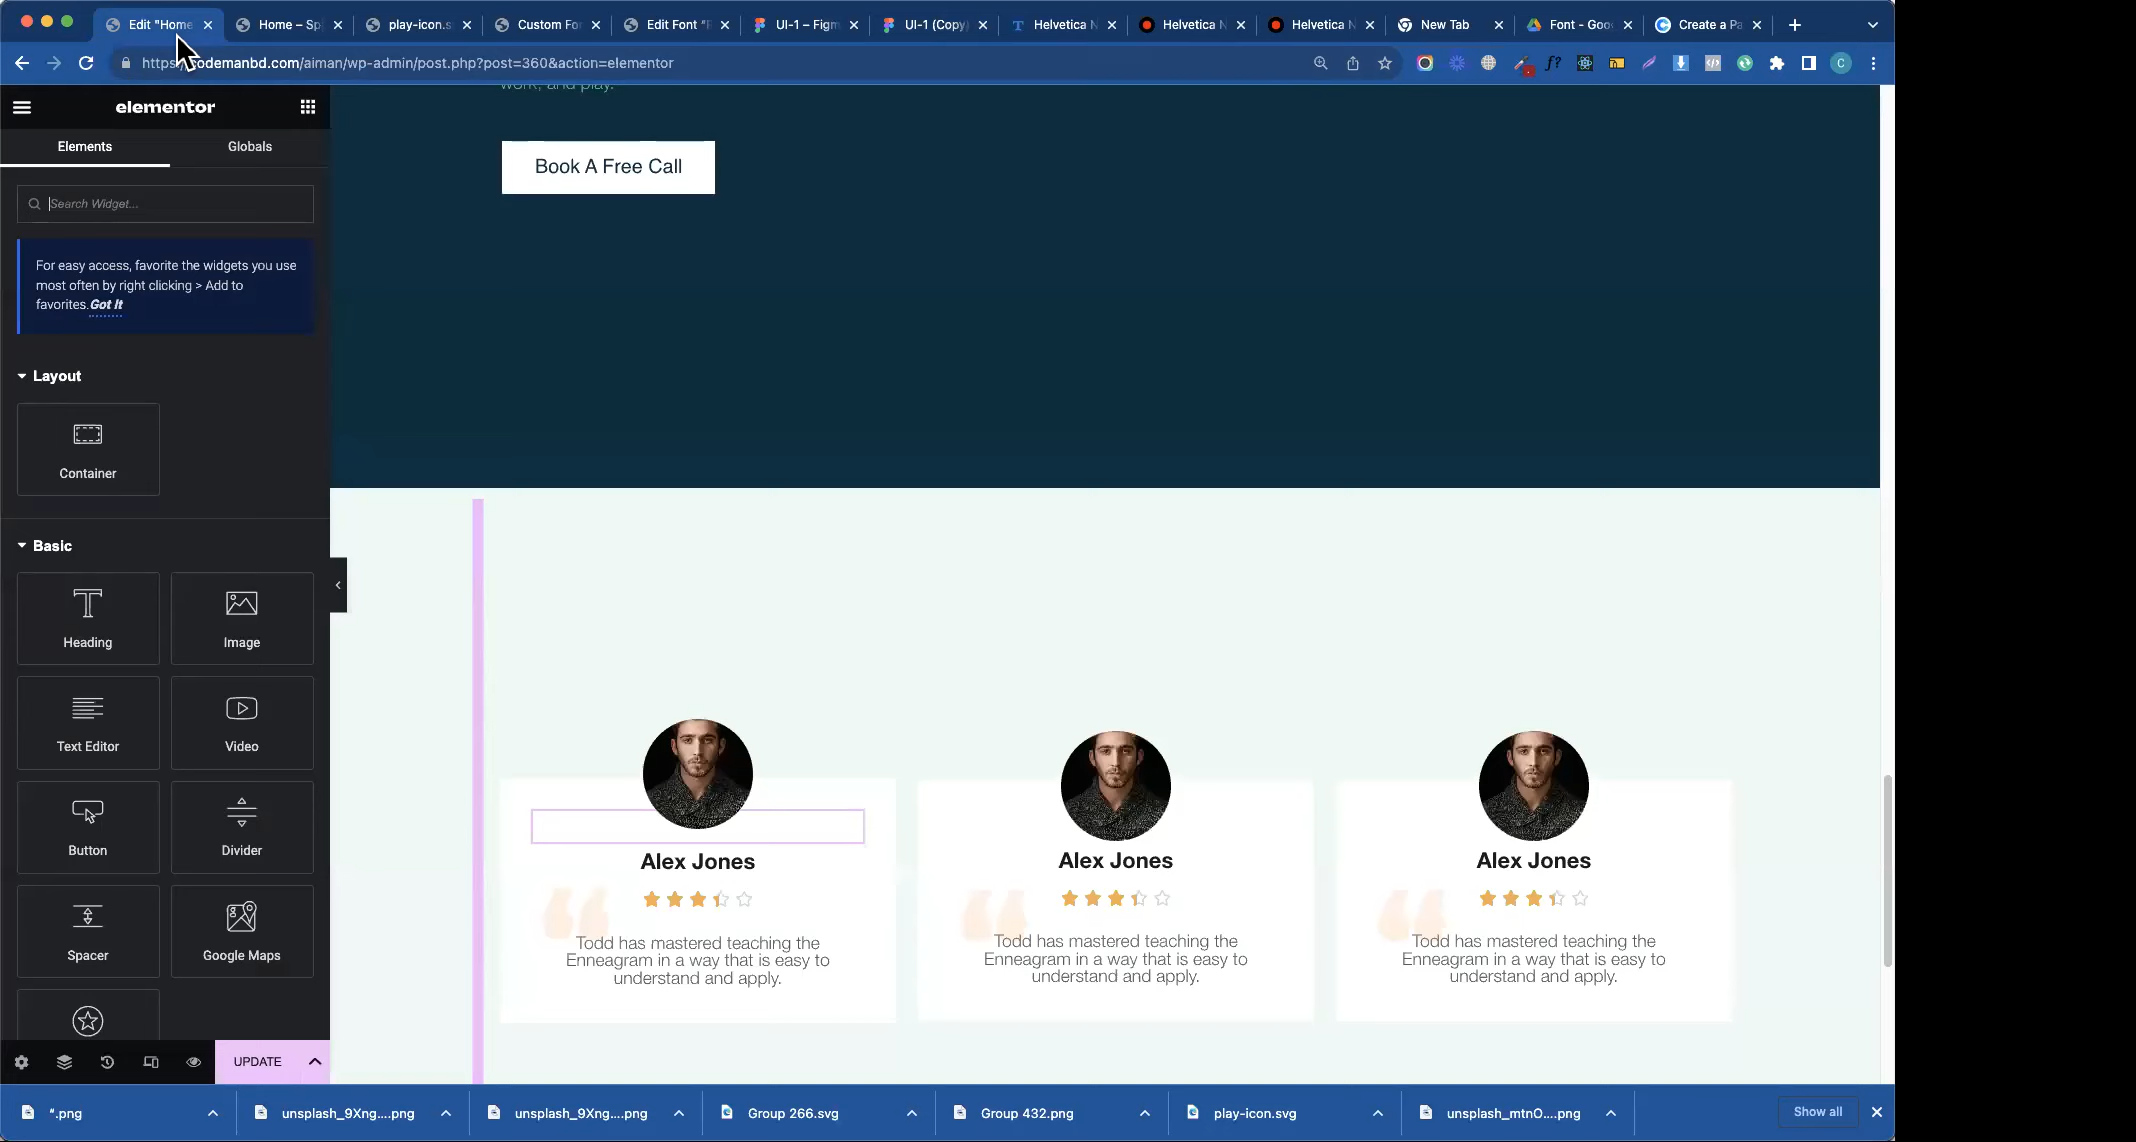 Edit "Home
Home – Sp
play-icon.s
Custom Fo
Edit Font "
UI-1 – Figm
UI-1 (Copy)
Helvetica N
Helvetica N
Helvetica N
New Tab
Font - Goo
Create a Pa
https://codemanbd.com/aiman/wp-admin/post.php?post=360&action=elementor
elementor
Elements
Globals
Search Widget...
For easy access, favorite the widgets you use
most often by right clicking > Add to
favorites. Got It
Layout
Container
Basic
Heading
Image
Text Editor
Video
Button
Divider
Spacer
Google Maps
UPDATE
work, and play.
Book A Free Call
Alex Jones
Todd has mastered teaching the
Enneagram in a way that is easy to
understand and apply.
Alex Jones
Todd has mastered teaching the
Enneagram in a way that is easy to
understand and apply.
Alex Jones
Todd has mastered teaching the
Enneagram in a way that is easy to
understand and apply.
“.png
unsplash_9Xng....png
unsplash_9Xng....png
Group 266.svg
Group 432.png
play-icon.svg
unsplash_mtnO....png
Show all